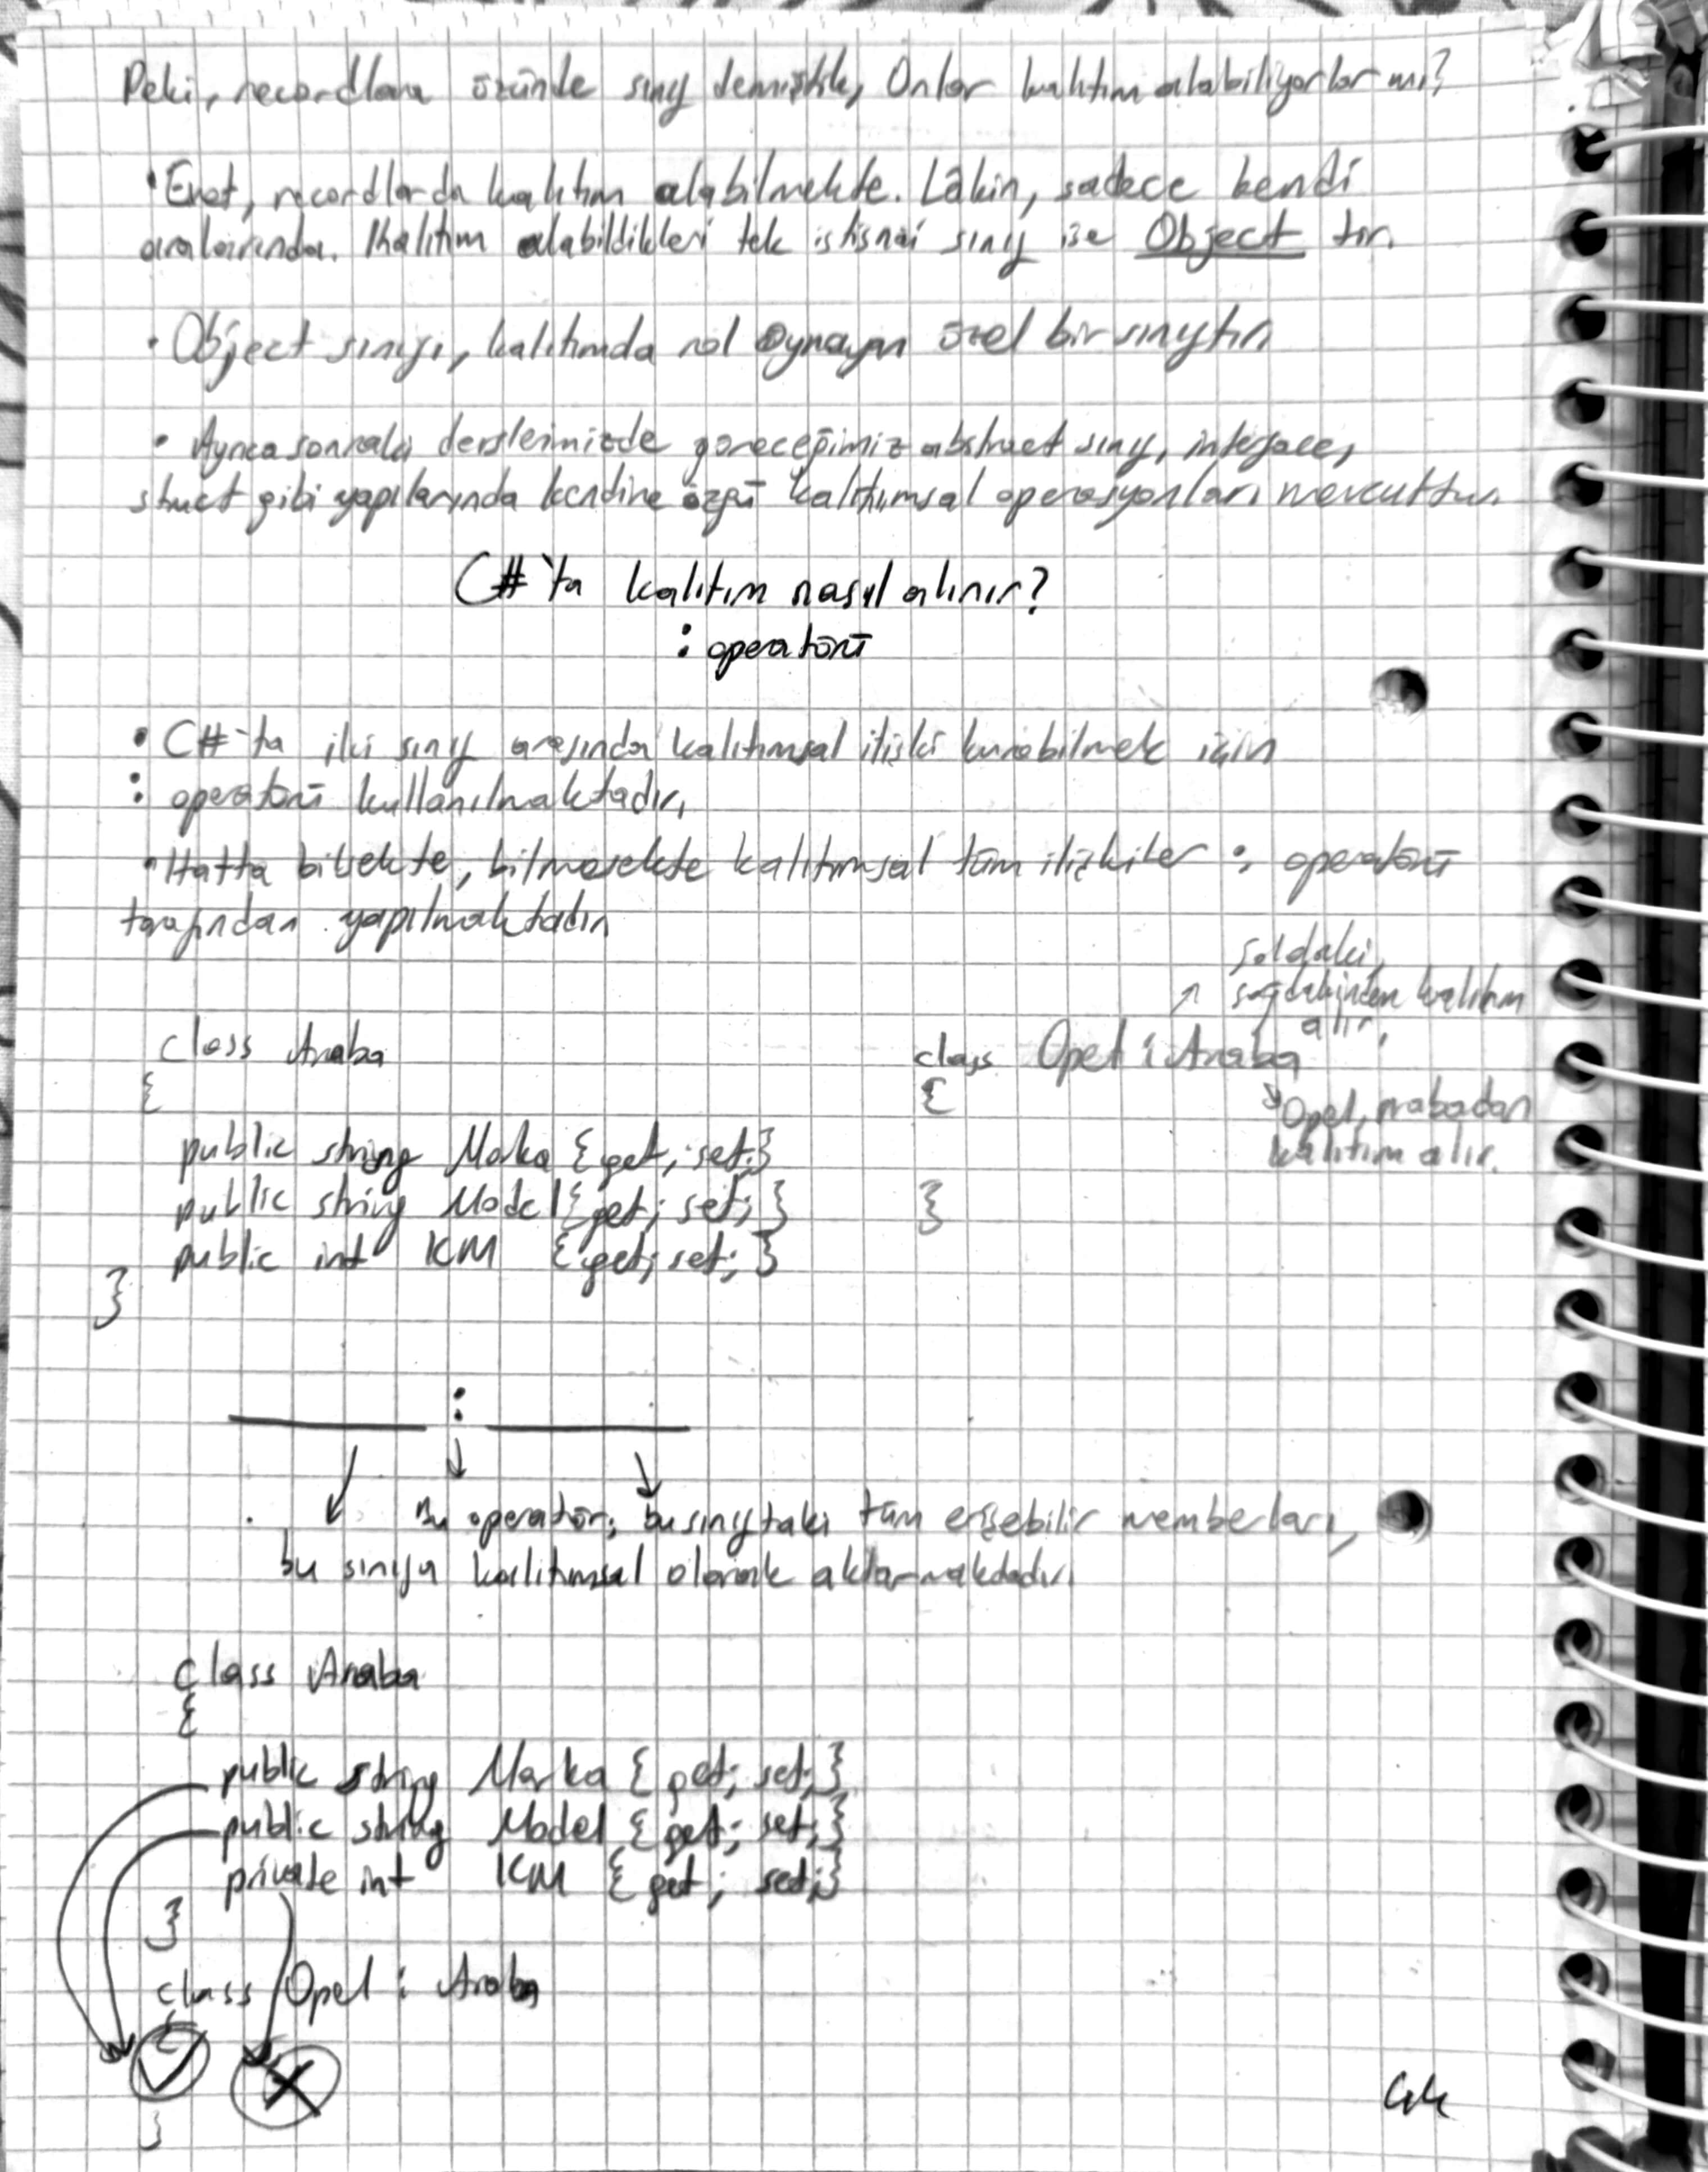 Peki, recordlara özünde sınıf demiştik, Onlar kalıtım alabiliyorlar mı?
• Evet, recordlarda kalıtım alabilmekte. Lâkin, sadece kendi
aralarında. Kalıtım alabildikleri tek istisnai sınıf ise Object tir.
• Object sınıfı, kalıtımda rol oynayan özel bir sınıftır.
• Ayrıca sonraki derslerimizde göreceğimiz abstract sınıf, interface,
struct gibi yapılarında kendine özgü kalıtımsal operasyonları mevcuttur.
C#'ta kalıtım nasıl alınır?
: operatörü
• C#'ta iki sınıf arasında kalıtımsal ilişki kurabilmek için
: operatörü kullanılmaktadır.
• Hatta bilsekte, bilmesekte kalıtımsal tüm ilişkiler : operatörü
tarafından yapılmaktadır.
soldaki,
↗ sağdakinden kalıtım
alır.
class Araba
{
public string Marka {get; set;}
public string Model {get; set;}
public int KM {get; set;}
}
class Opel : Araba
{
↘ Opel, arabadan
kalıtım alır.
}
:
Bu operatör; bu sınıftaki tüm erişebilir memberları,
bu sınıfa kalıtımsal olarak aktarmaktadır.
class Araba
{
public string Marka { get; set;}
public string Model { get; set;}
private int KM { get; set;}
}
class Opel : Araba
{
✓ X
}